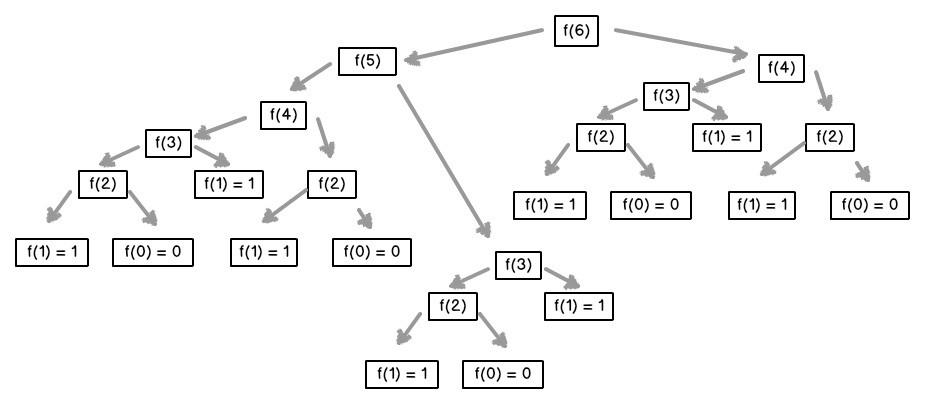 f(6)
f(5)
f(4)
f(4)
f(3)
f(3)
f(2)
f(1) = 1
f(2)
f(2)
f(1) = 1
f(2)
f(1) = 1
f(0) = 0
f(1) = 1
f(0) = 0
f(1) = 1
f(0) = 0
f(1) = 1
f(0) = 0
f(3)
f(2)
f(1) = 1
f(1) = 1
f(0) = 0